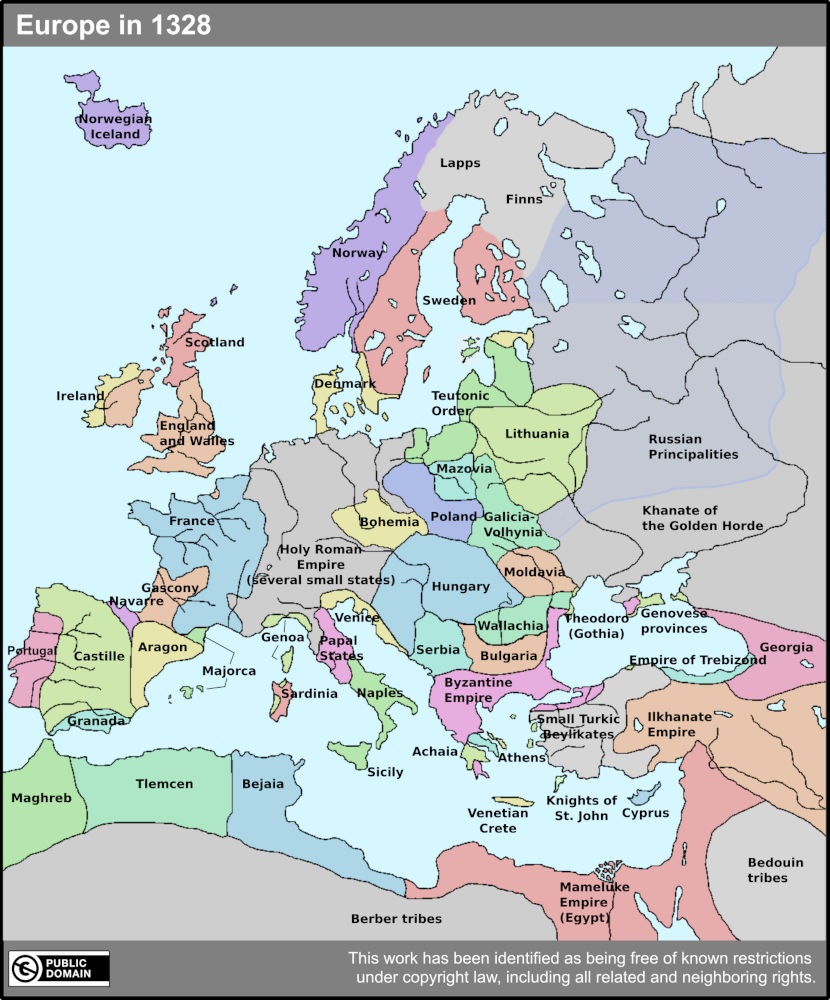 Europe in 1328
Norwegian
Iceland
Lapps
Finns
Norway
Sweden
Scotland
Ireland
Denmark
England
and Walles
Teutonic
Order
Lithuania
Russian
Principalities
Mazovia
France
Bohemia
Poland
Galicia-
Volhynia
Khanate of
the Golden Horde
Holy Roman
Empire
(several small states)
Hungary
Moldavia
Gascony
Navarre
Venice
Wallachia
Theodoro
(Gothia)
Genovese
provinces
Genoa
Papal
States
Portugal
Castille
Aragon
Majorca
Serbia
Bulgaria
Georgia
Empire of Trebizond
Sardinia
Naples
Byzantine
Empire
Granada
Small Turkic
Beylikates
Ilkhanate
Empire
Achaia
Athens
Sicily
Maghreb
Tlemcen
Bejaia
Venetian
Crete
Knights of
St. John
Cyprus
Bedouin
tribes
Mameluke
Empire
(Egypt)
Berber tribes
PUBLIC
DOMAIN
This work has been identified as being free of known restrictions
under copyright law, including all related and neighboring rights.